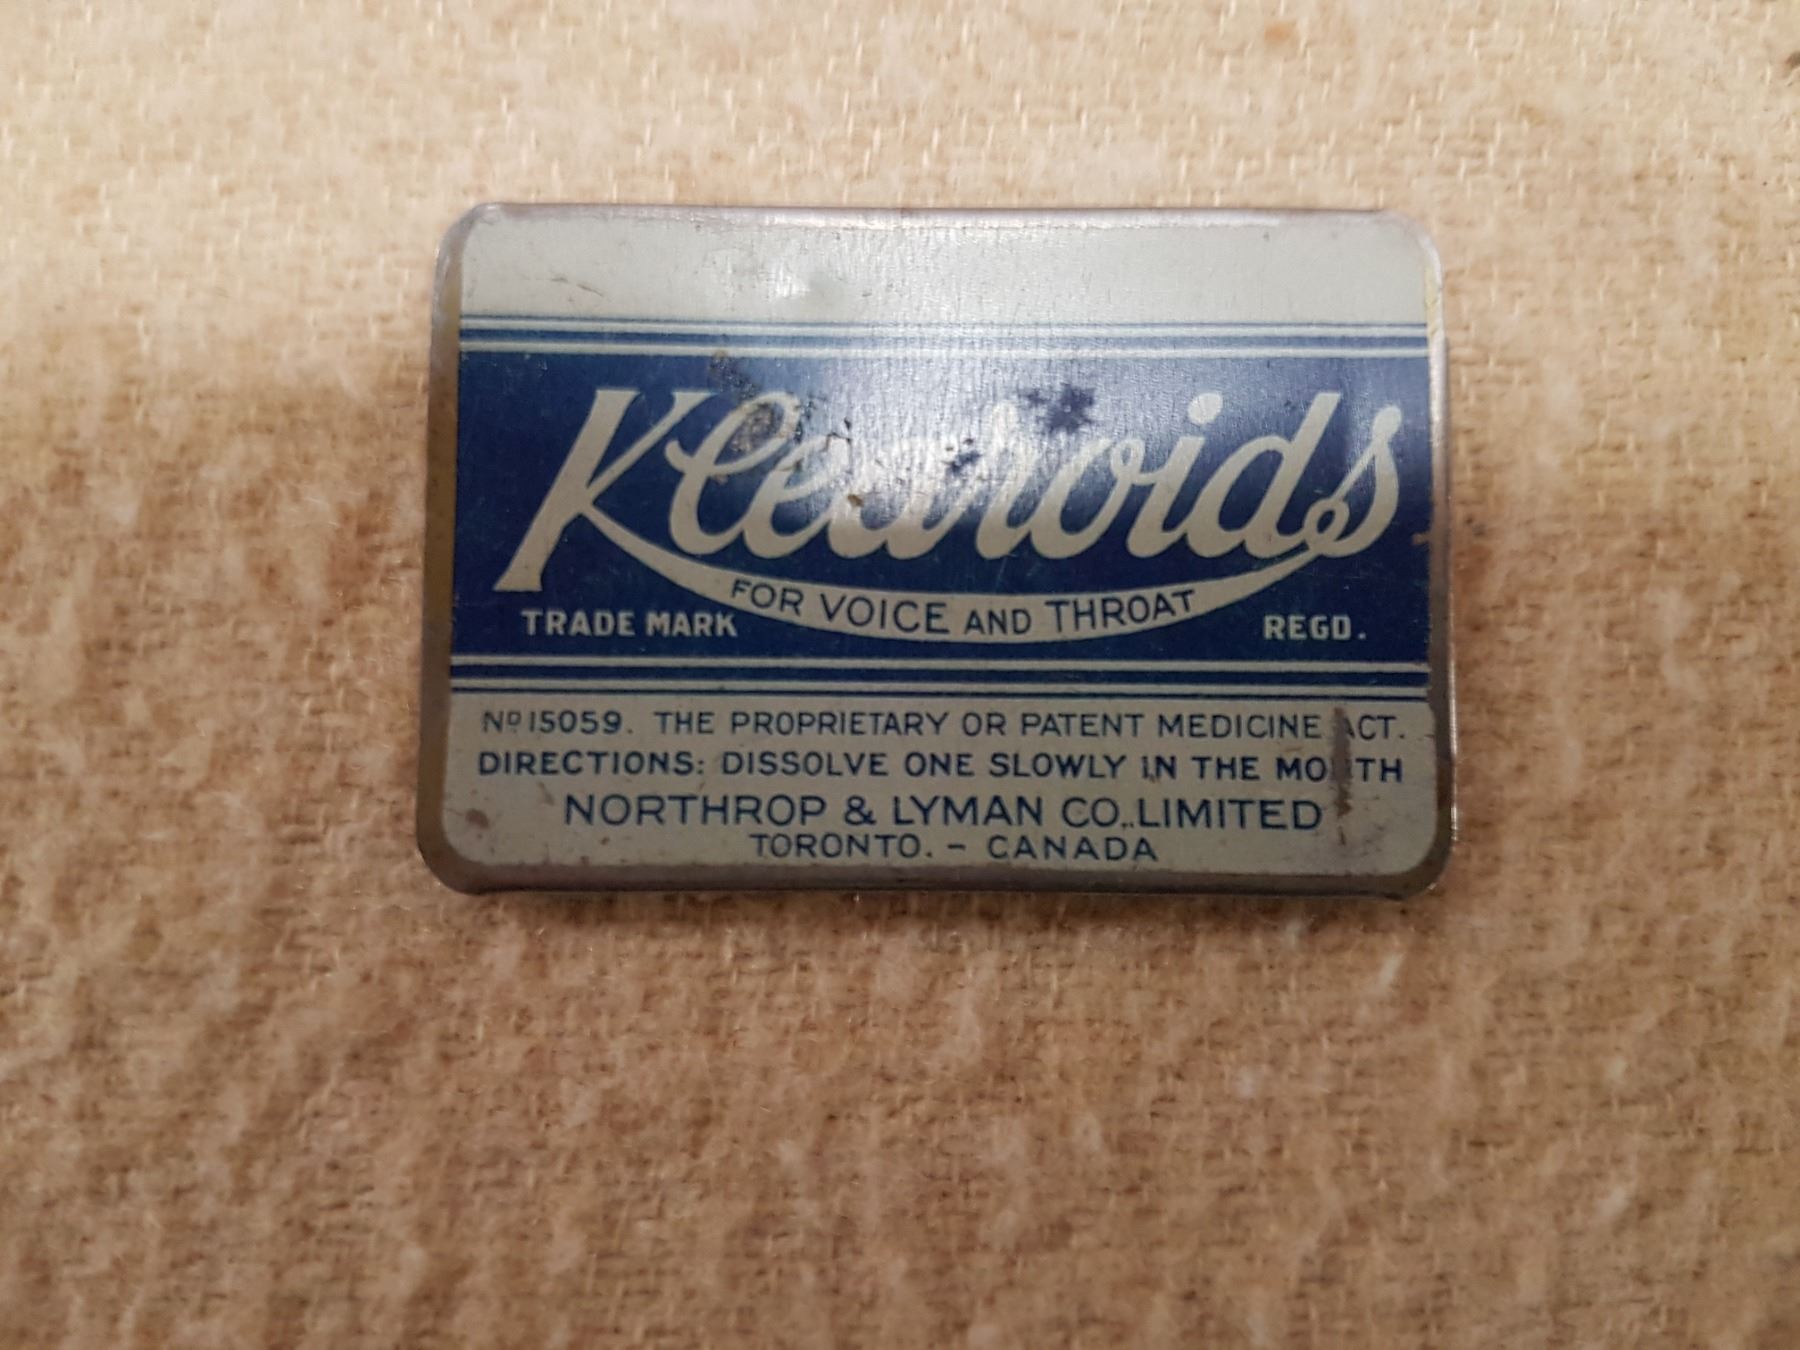 Klearoids
FOR VOICE AND THROAT
TRADE MARK REGD.
No 15059. THE PROPRIETARY OR PATENT MEDICINE ACT.
DIRECTIONS: DISSOLVE ONE SLOWLY IN THE MOUTH
NORTHROP & LYMAN CO., LIMITED
TORONTO. – CANADA